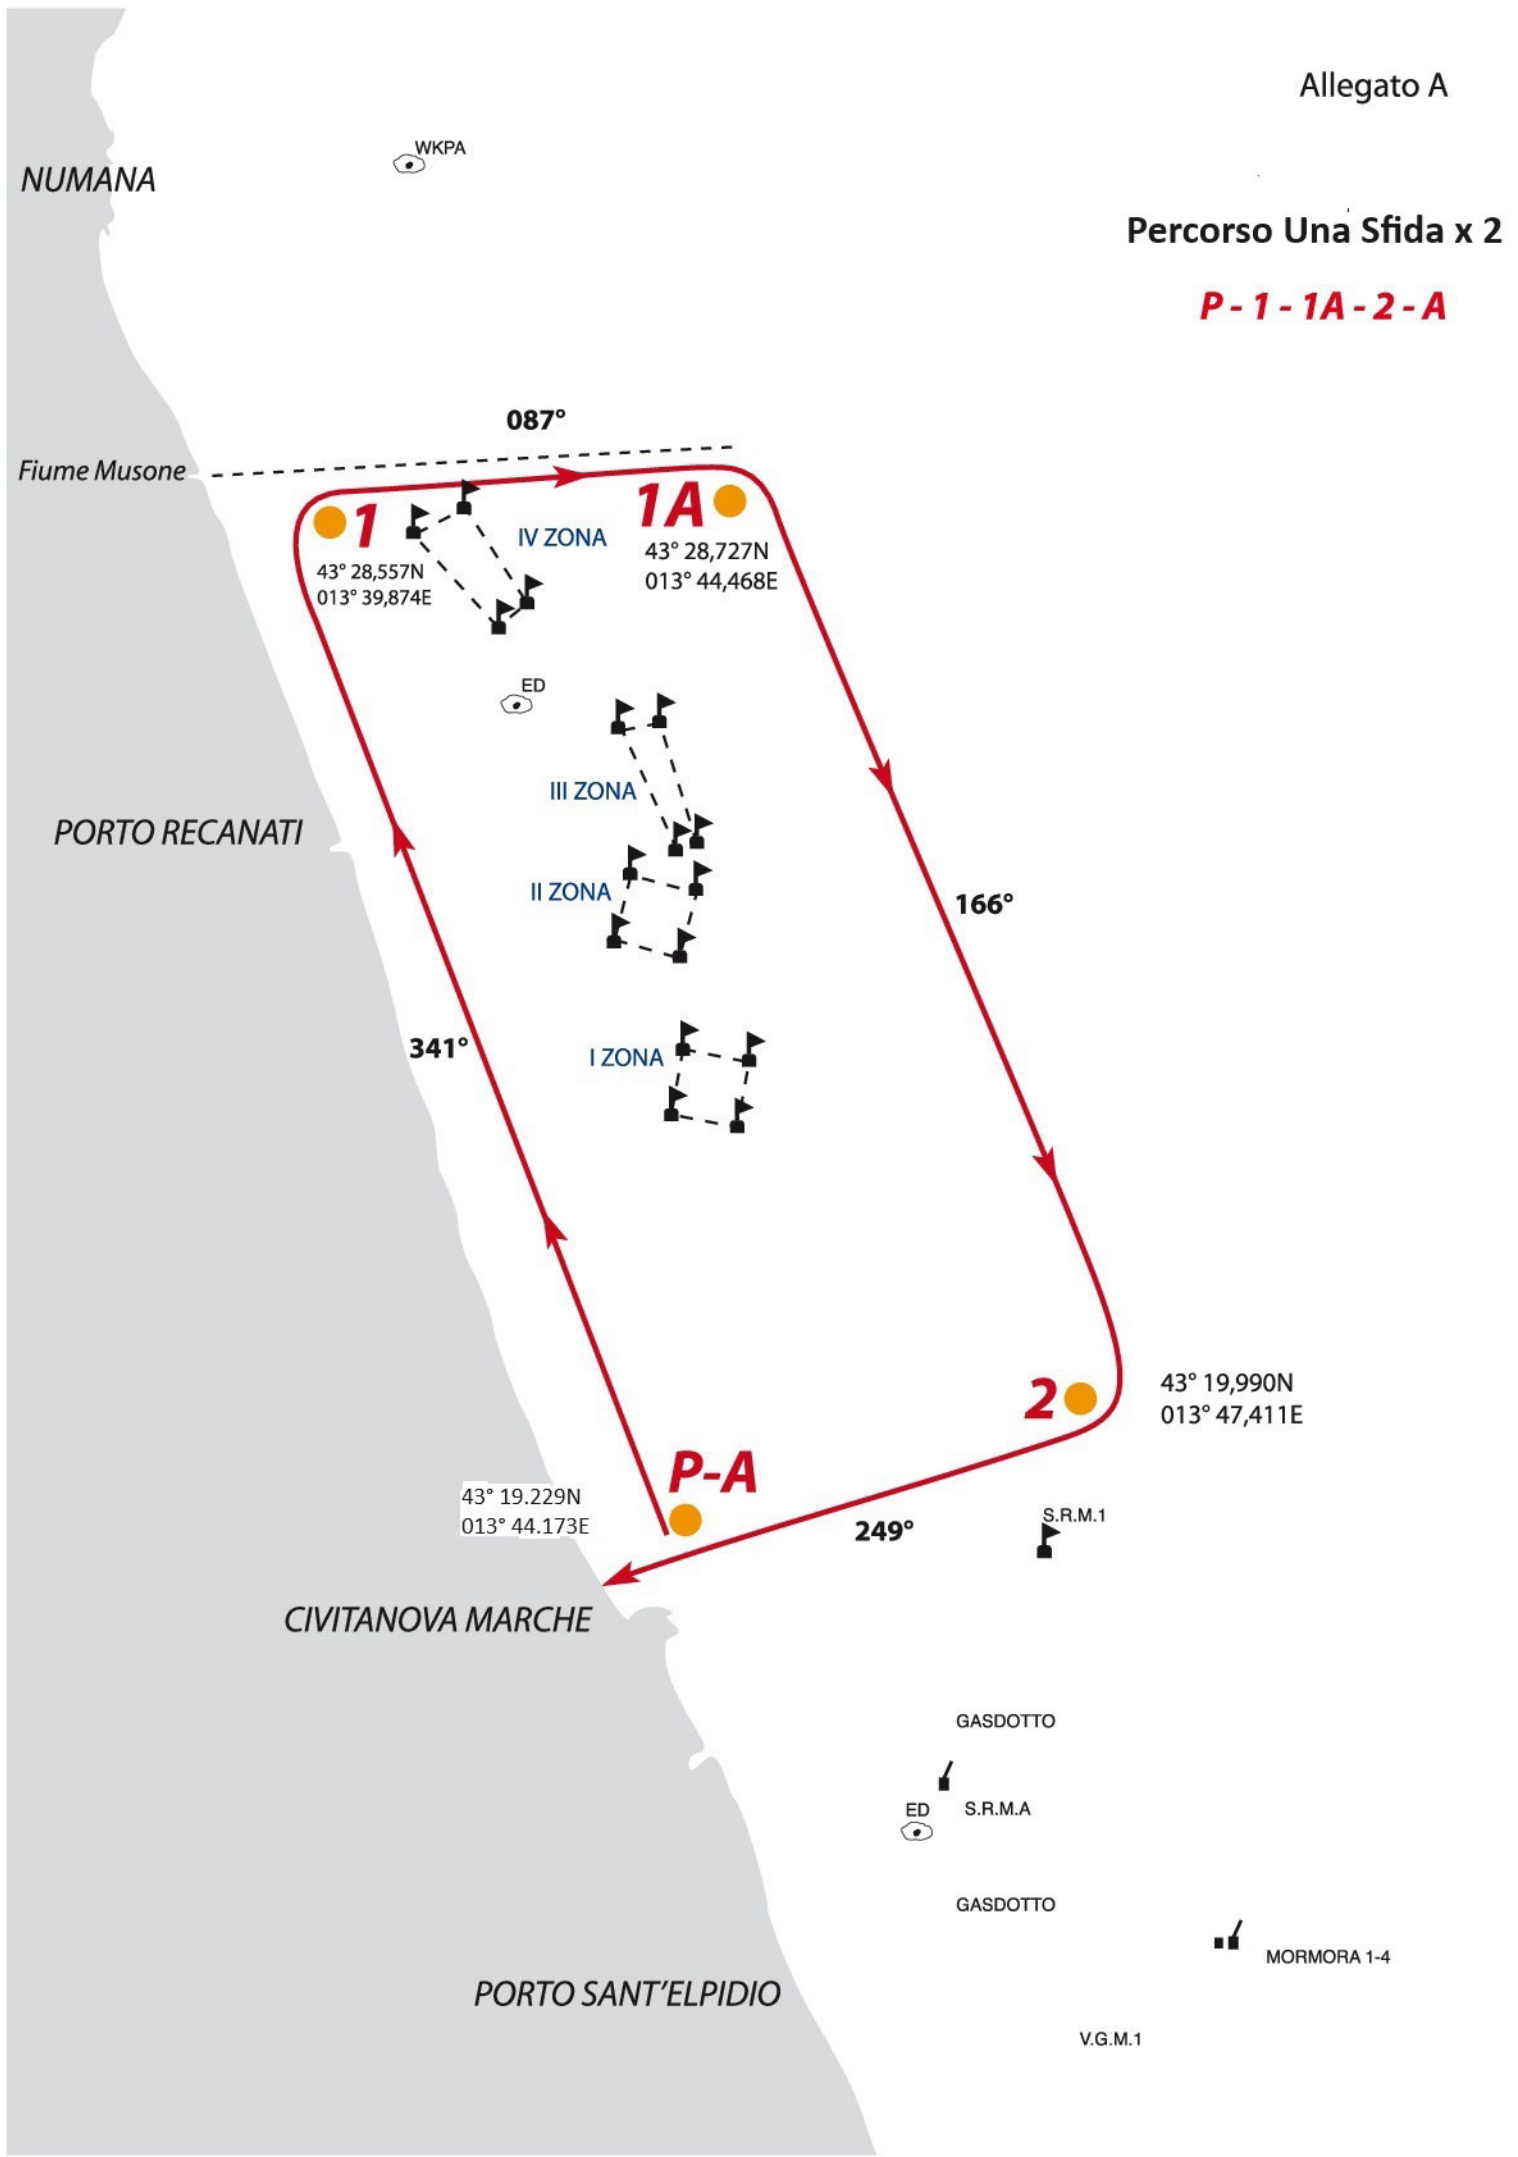 Allegato A
WKPA
NUMANA
Percorso Una Sfida x 2
P - 1 - 1A - 2 - A
087°
Fiume Musone
1
1A
IV ZONA
43° 28,727N
013° 44,468E
43° 28,557N
013° 39,874E
ED
III ZONA
PORTO RECANATI
II ZONA
166°
341°
I ZONA
2
43° 19,990N
013° 47,411E
P-A
43° 19.229N
013° 44.173E
S.R.M.1
249°
CIVITANOVA MARCHE
GASDOTTO
ED
S.R.M.A
GASDOTTO
MORMORA 1-4
PORTO SANT'ELPIDIO
V.G.M.1